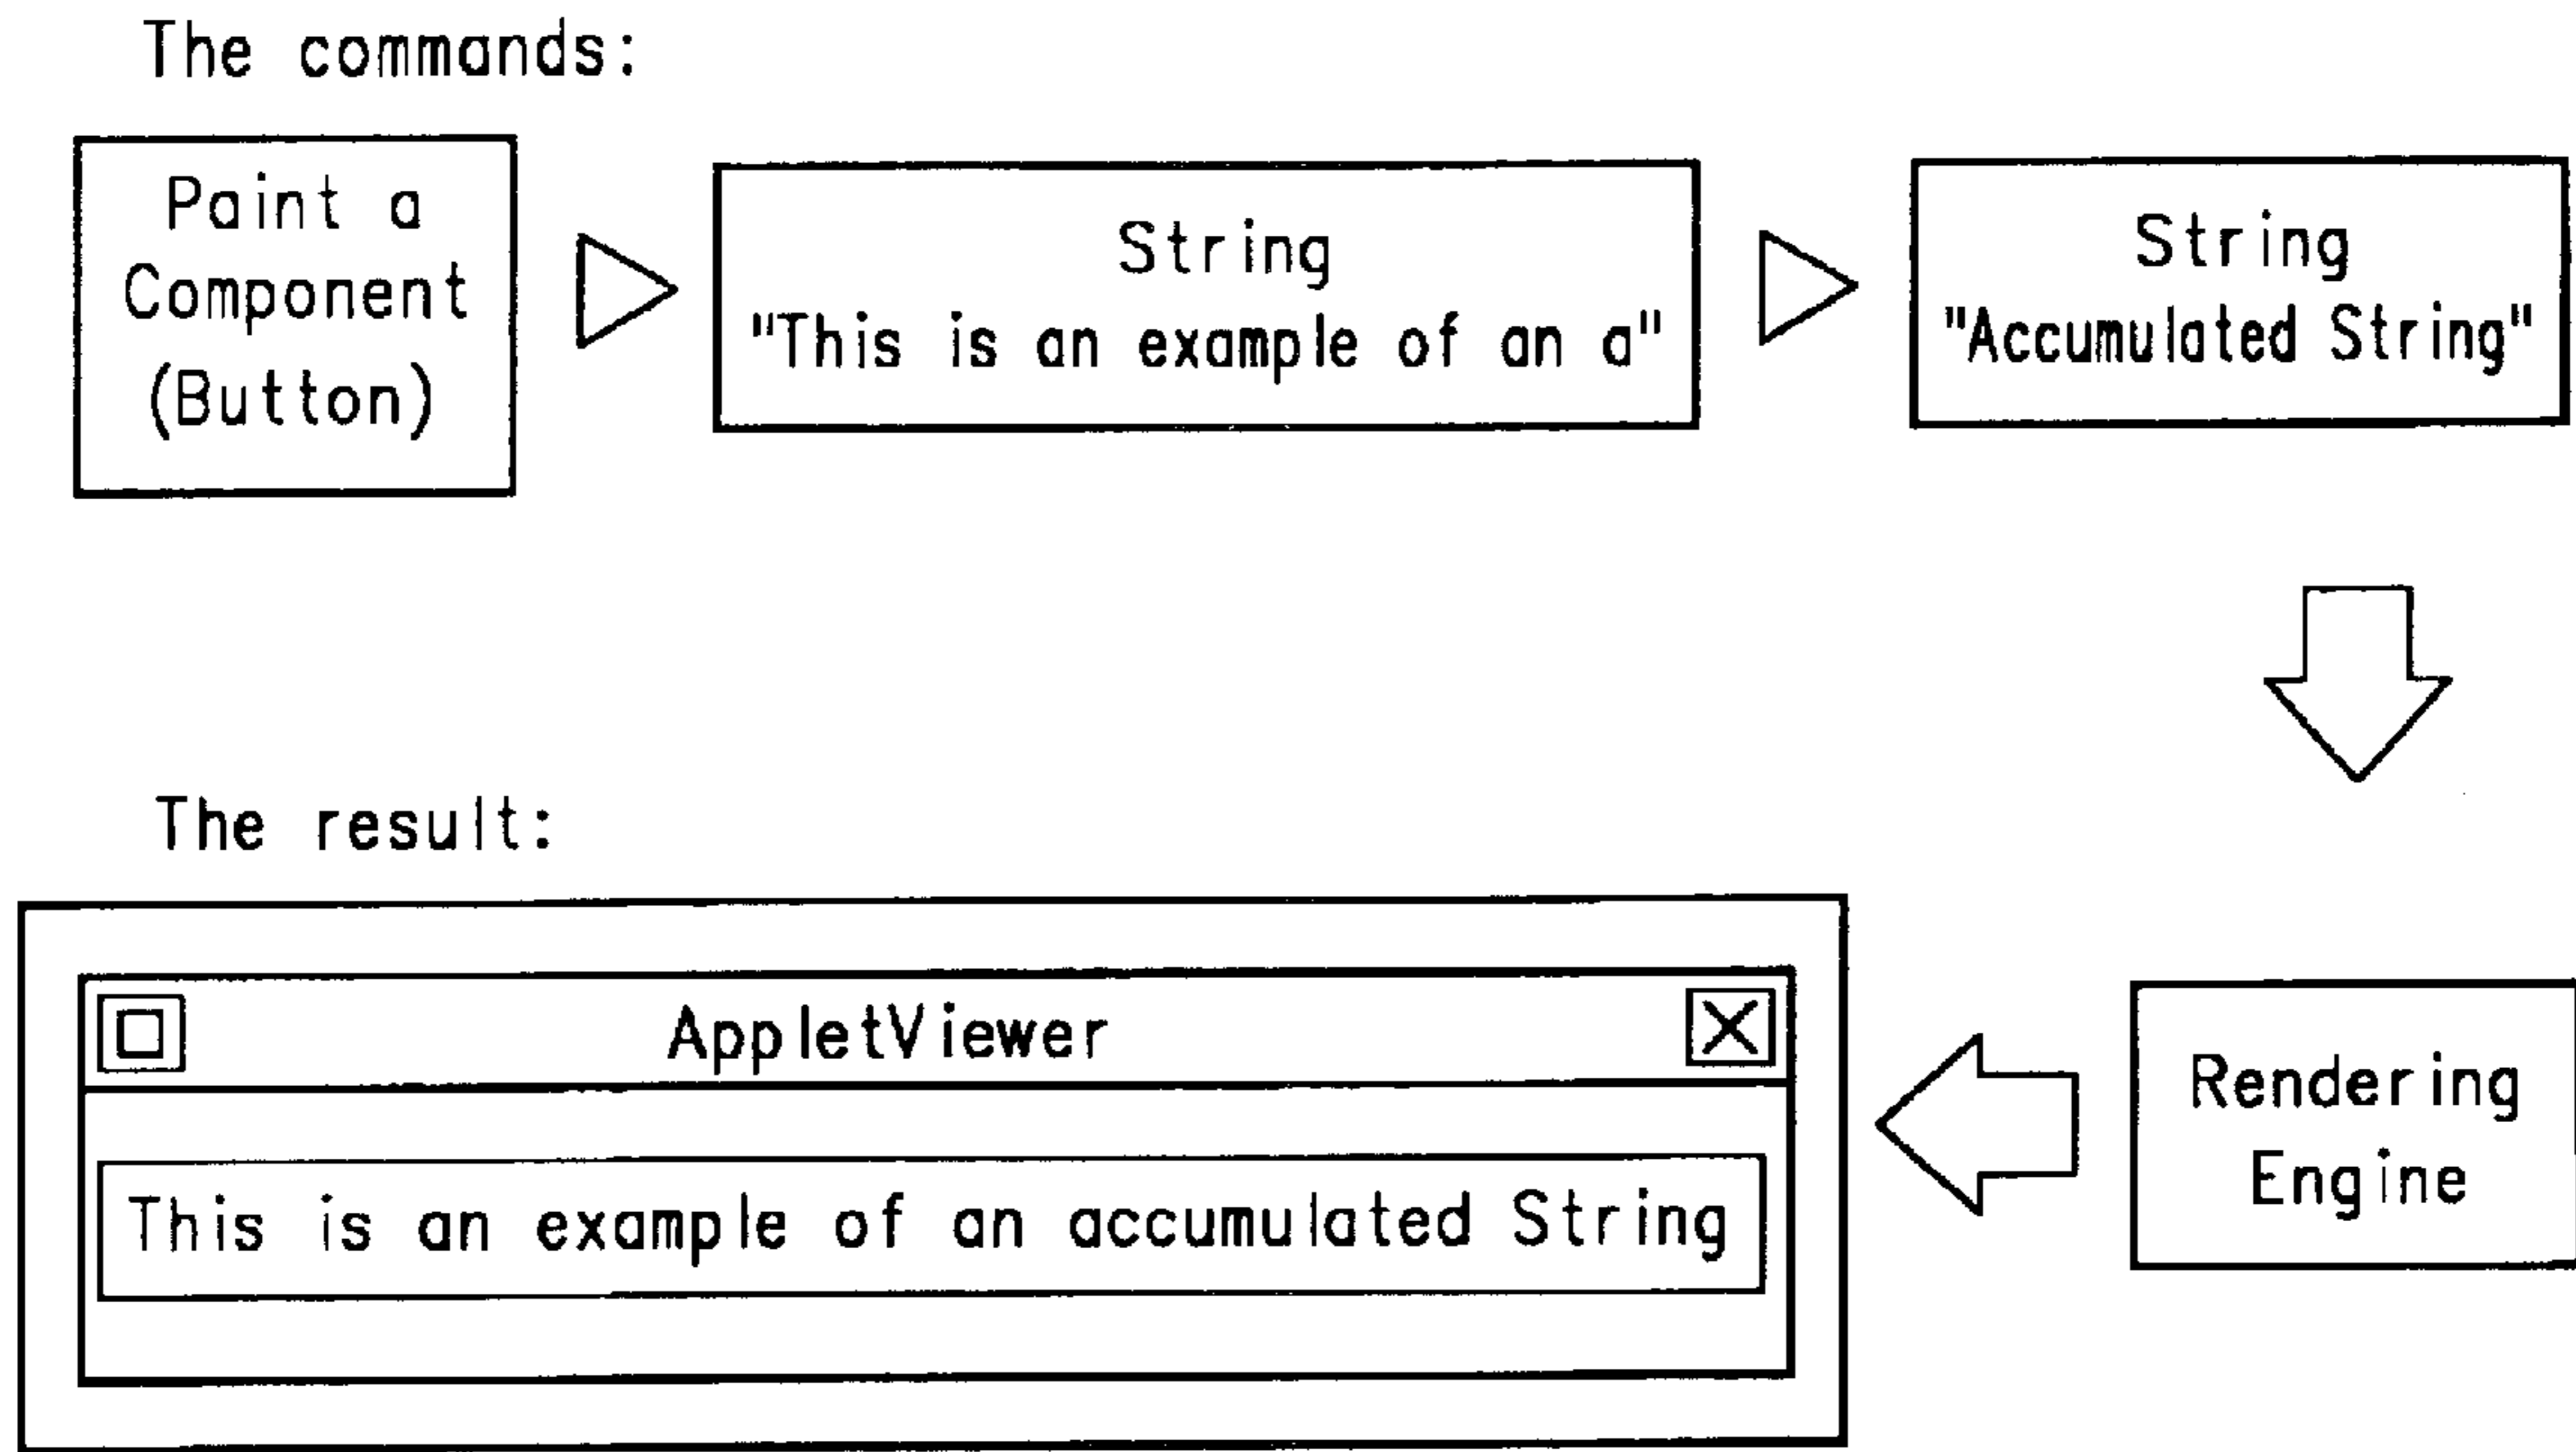 The commands:
Paint a
Component
(Button)
String
"This is an example of an a"
String
"Accumulated String"
The result:
AppletViewer
This is an example of an accumulated String
Rendering
Engine